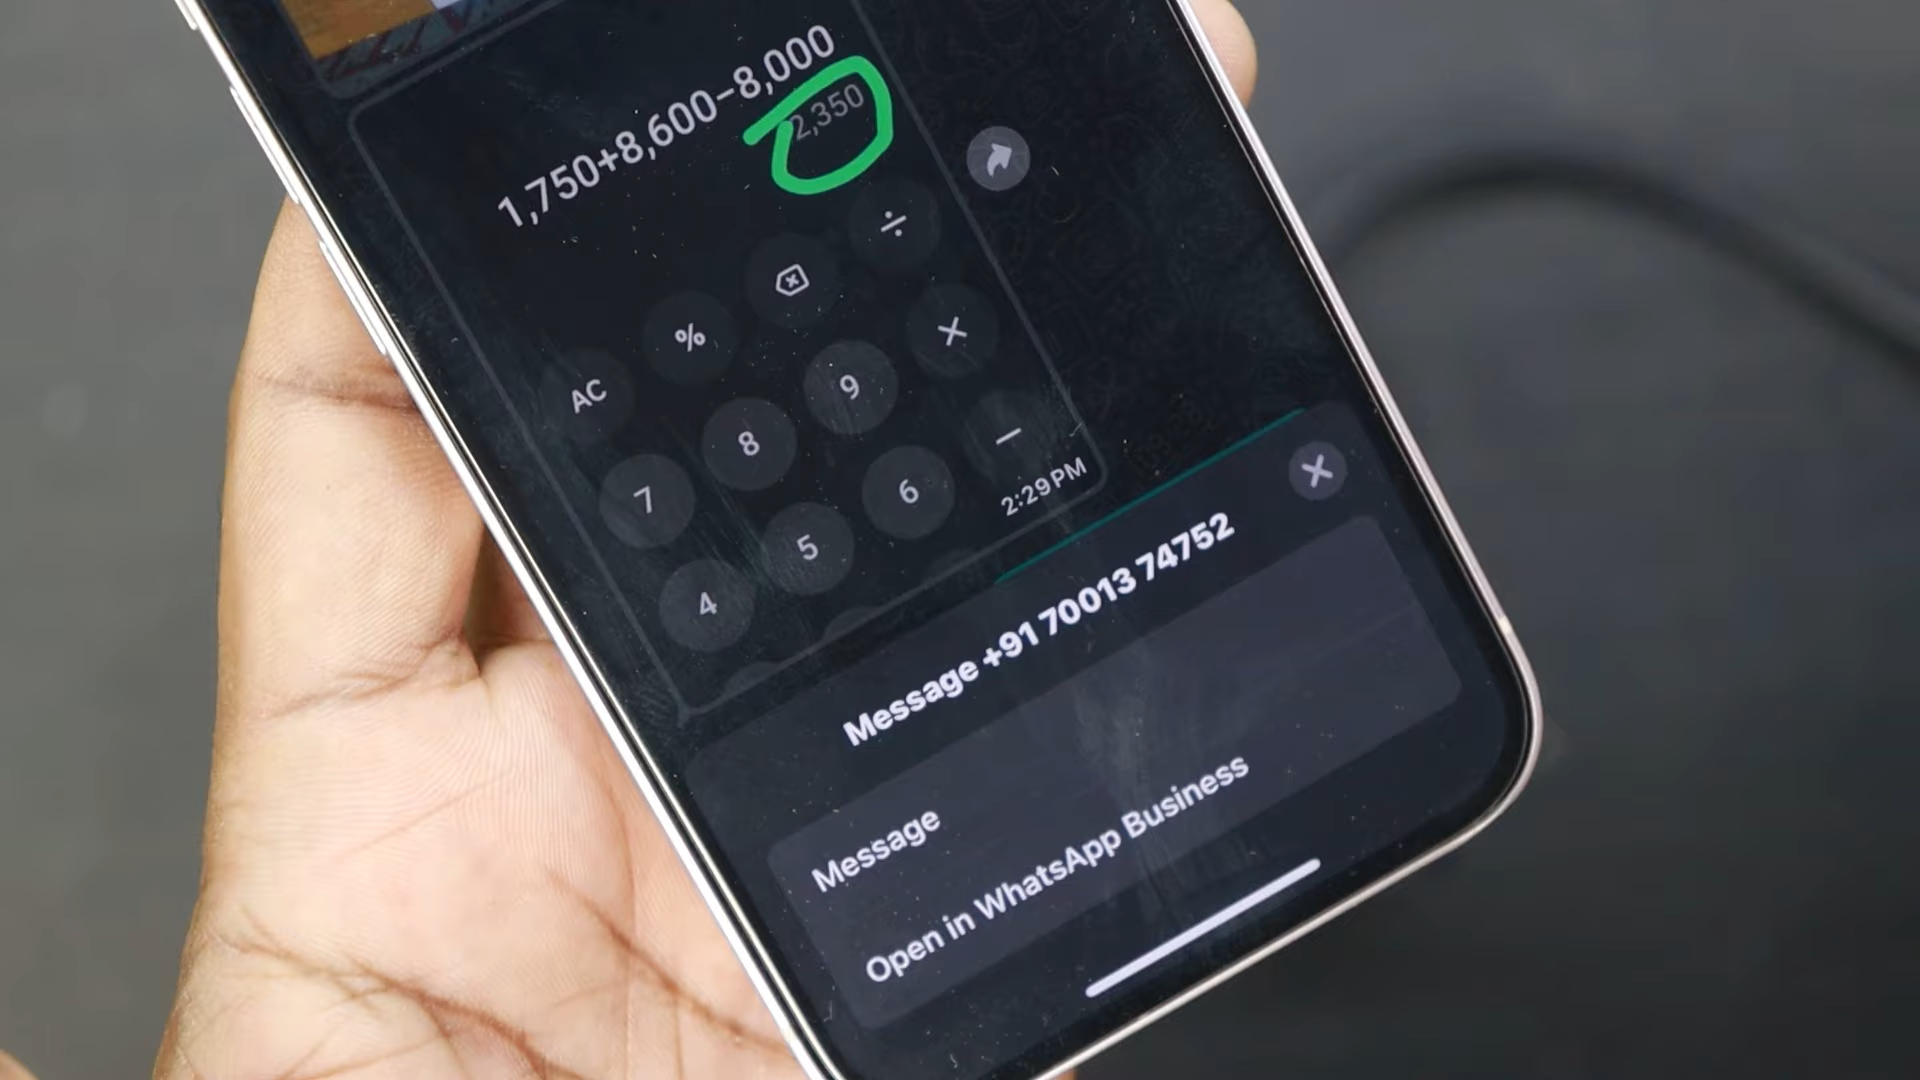 1,750+8,600−8,000
2,350
÷
%
×
AC
8
9
−
7
5
6
2:29 PM
4
Message +91 70013 74752
Message
Open in WhatsApp Business